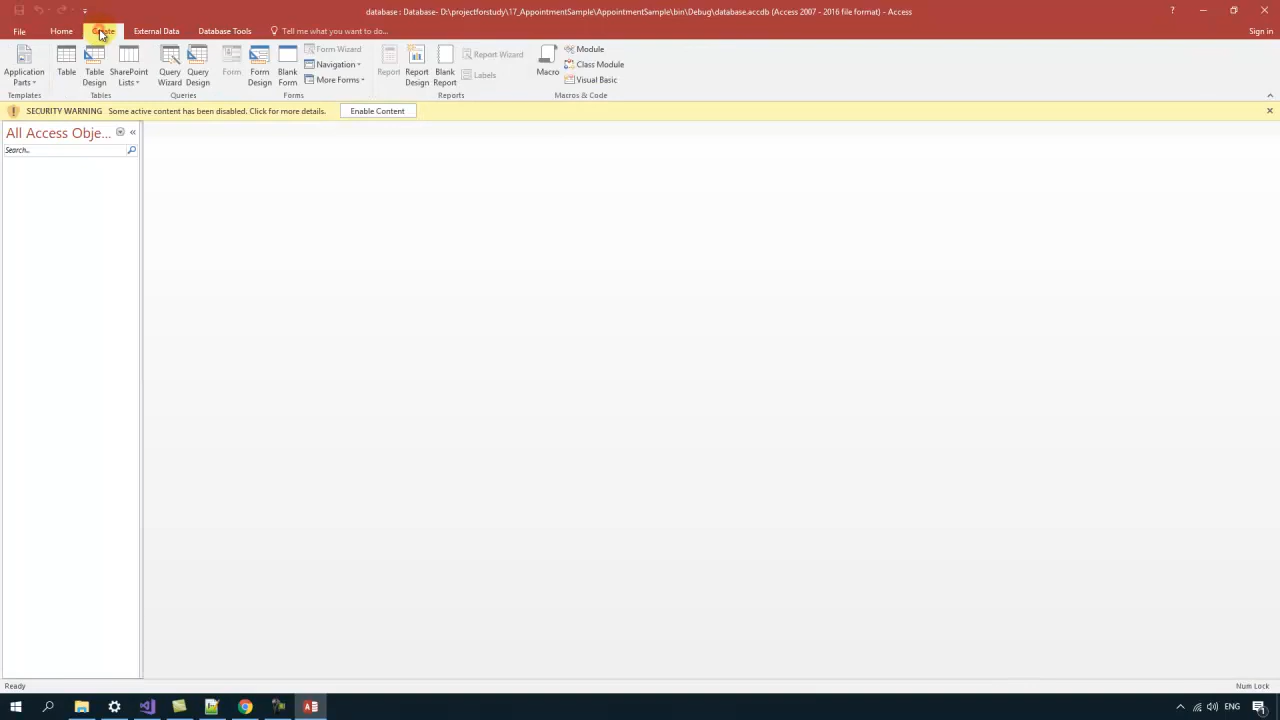 database : Database- D:\projectforstudy\17_AppointmentSample\AppointmentSample\bin\Debug\database.accdb (Access 2007 - 2016 file format) - Access
?
File Home Create External Data Database Tools Tell me what you want to do... Sign in
Application Parts
Table
Table Design
SharePoint Lists
Query Wizard
Query Design
Form
Form Design
Blank Form
Form Wizard
Navigation
More Forms
Report
Report Design
Blank Report
Report Wizard
Labels
Macro
Module
Class Module
Visual Basic
Templates Tables Queries Forms Reports Macros & Code
SECURITY WARNING Some active content has been disabled. Click for more details. Enable Content
All Access Obje...
Search..
Ready Num Lock
ENG